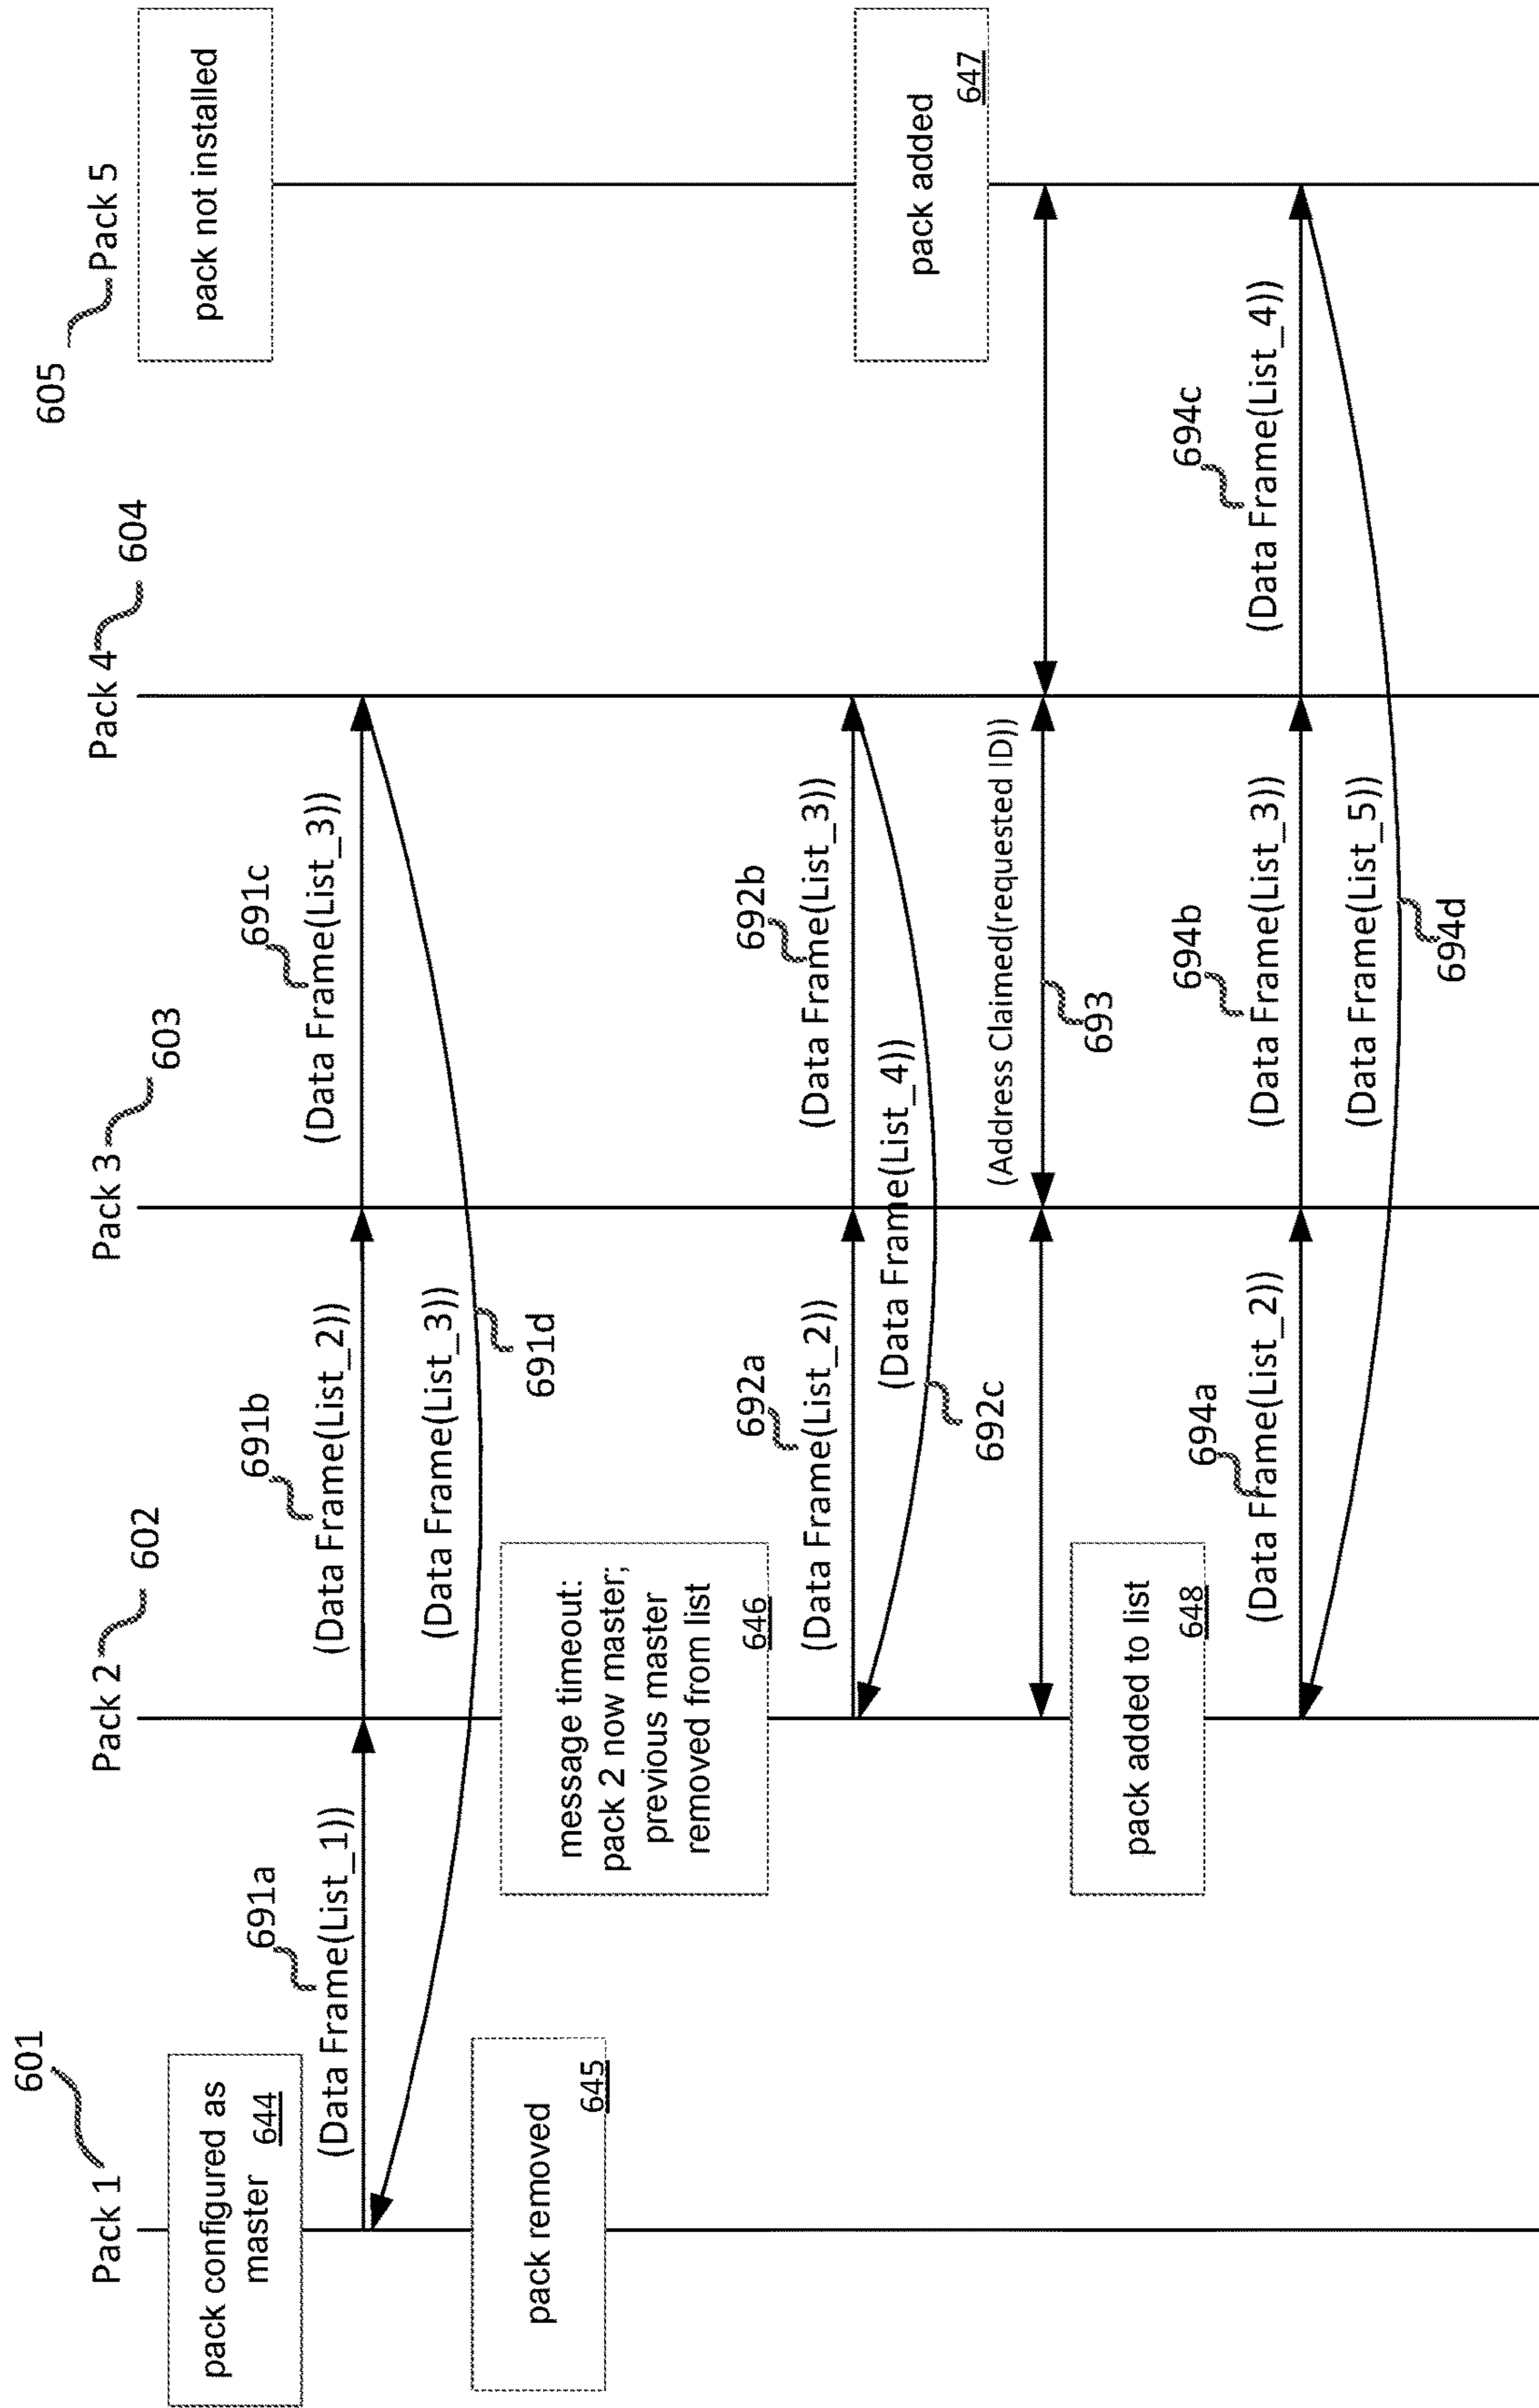 601
Pack 1
602
Pack 2
603
Pack 3
604
Pack 4
605
Pack 5
pack configured as
master 644
pack not installed
691a
(Data Frame(List_1))
691b
(Data Frame(List_2))
691c
(Data Frame(List_3))
(Data Frame(List_3))
691d
pack removed
645
message timeout:
pack 2 now master;
previous master
removed from list
646
692a
(Data Frame(List_2))
692b
(Data Frame(List_3))
(Data Frame(List_4))
692c
pack added
647
(Address Claimed(requested ID))
693
pack added to list
648
694a
(Data Frame(List_2))
694b
(Data Frame(List_3))
694c
(Data Frame(List_4))
(Data Frame(List_5))
694d